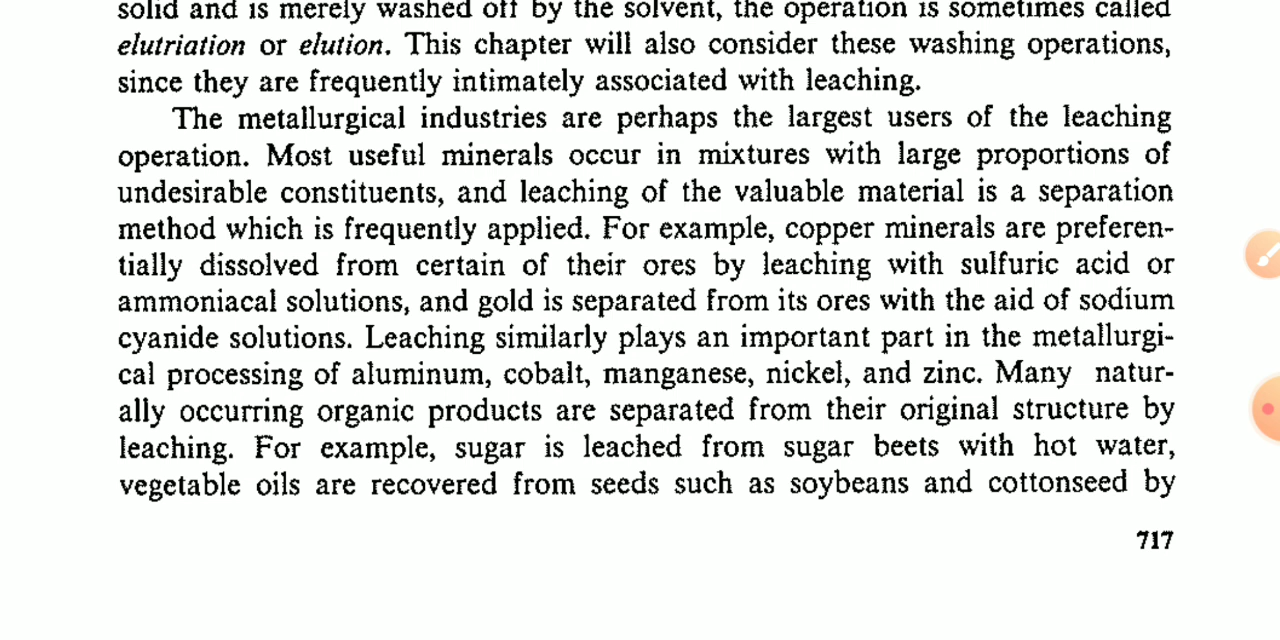 solid and is merely washed off by the solvent, the operation is sometimes called
elutriation or elution. This chapter will also consider these washing operations,
since they are frequently intimately associated with leaching.
The metallurgical industries are perhaps the largest users of the leaching
operation. Most useful minerals occur in mixtures with large proportions of
undesirable constituents, and leaching of the valuable material is a separation
method which is frequently applied. For example, copper minerals are preferen-
tially dissolved from certain of their ores by leaching with sulfuric acid or
ammoniacal solutions, and gold is separated from its ores with the aid of sodium
cyanide solutions. Leaching similarly plays an important part in the metallurgi-
cal processing of aluminum, cobalt, manganese, nickel, and zinc. Many natur-
ally occurring organic products are separated from their original structure by
leaching. For example, sugar is leached from sugar beets with hot water,
vegetable oils are recovered from seeds such as soybeans and cottonseed by
717